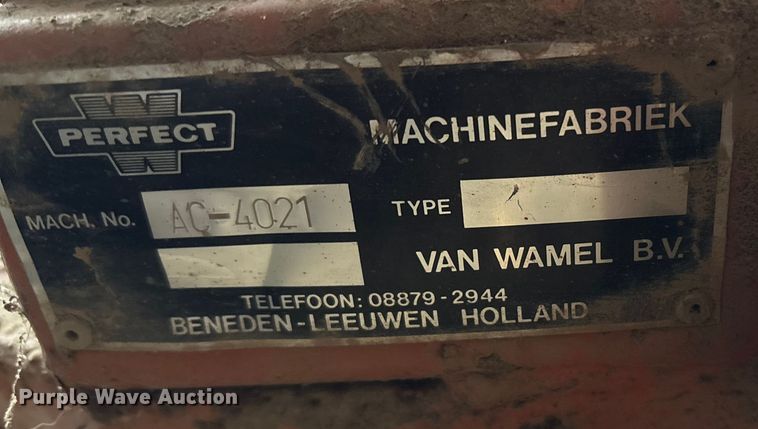 PERFECT MACHINEFABRIEK
MACH. No. AC-4021 TYPE
VAN WAMEL B.V.
TELEFOON: 08879-2944
BENEDEN-LEEUWEN HOLLAND
Purple Wave Auction